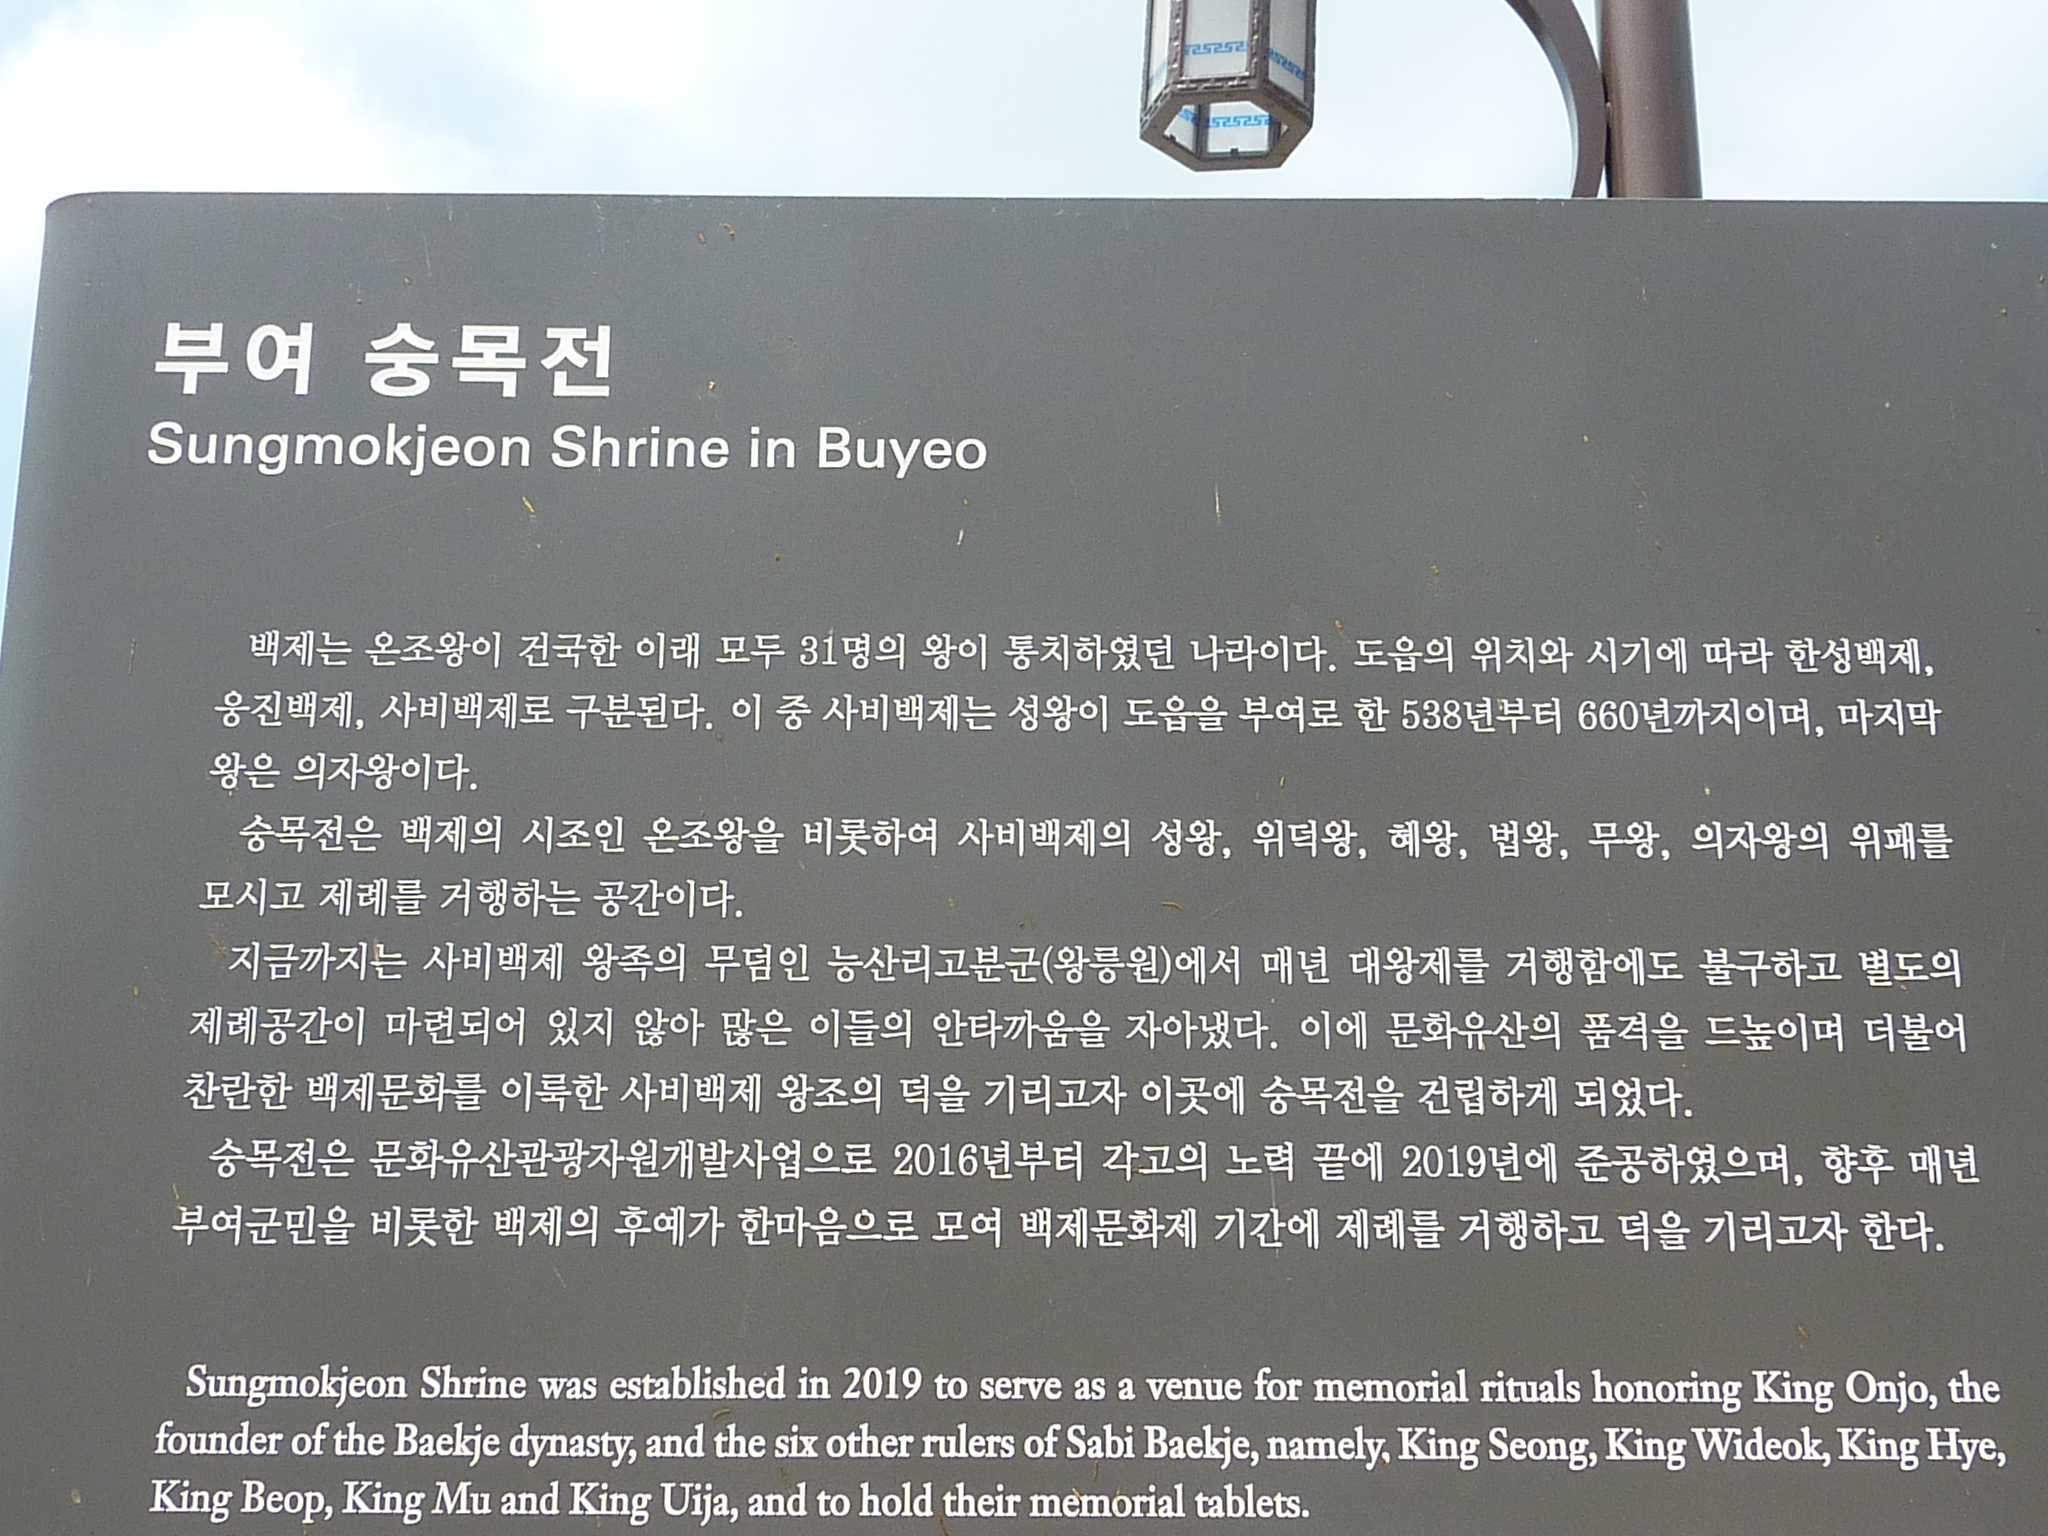 부여 숭목전
Sungmokjeon Shrine in Buyeo
백제는 온조왕이 건국한 이래 모두 31명의 왕이 통치하였던 나라이다. 도읍의 위치와 시기에 따라 한성백제,
웅진백제, 사비백제로 구분된다. 이 중 사비백제는 성왕이 도읍을 부여로 한 538년부터 660년까지이며, 마지막
왕은 의자왕이다.
숭목전은 백제의 시조인 온조왕을 비롯하여 사비백제의 성왕, 위덕왕, 혜왕, 법왕, 무왕, 의자왕의 위패를
모시고 제례를 거행하는 공간이다.
지금까지는 사비백제 왕족의 무덤인 능산리고분군(왕릉원)에서 매년 대왕제를 거행함에도 불구하고 별도의
제례공간이 마련되어 있지 않아 많은 이들의 안타까움을 자아냈다. 이에 문화유산의 품격을 드높이며 더불어
찬란한 백제문화를 이룩한 사비백제 왕조의 덕을 기리고자 이곳에 숭목전을 건립하게 되었다.
숭목전은 문화유산관광자원개발사업으로 2016년부터 각고의 노력 끝에 2019년에 준공하였으며, 향후 매년
부여군민을 비롯한 백제의 후예가 한마음으로 모여 백제문화제 기간에 제례를 거행하고 덕을 기리고자 한다.
Sungmokjeon Shrine was established in 2019 to serve as a venue for memorial rituals honoring King Onjo, the
founder of the Baekje dynasty, and the six other rulers of Sabi Baekje, namely, King Seong, King Wideok, King Hye,
King Beop, King Mu and King Uija, and to hold their memorial tablets.